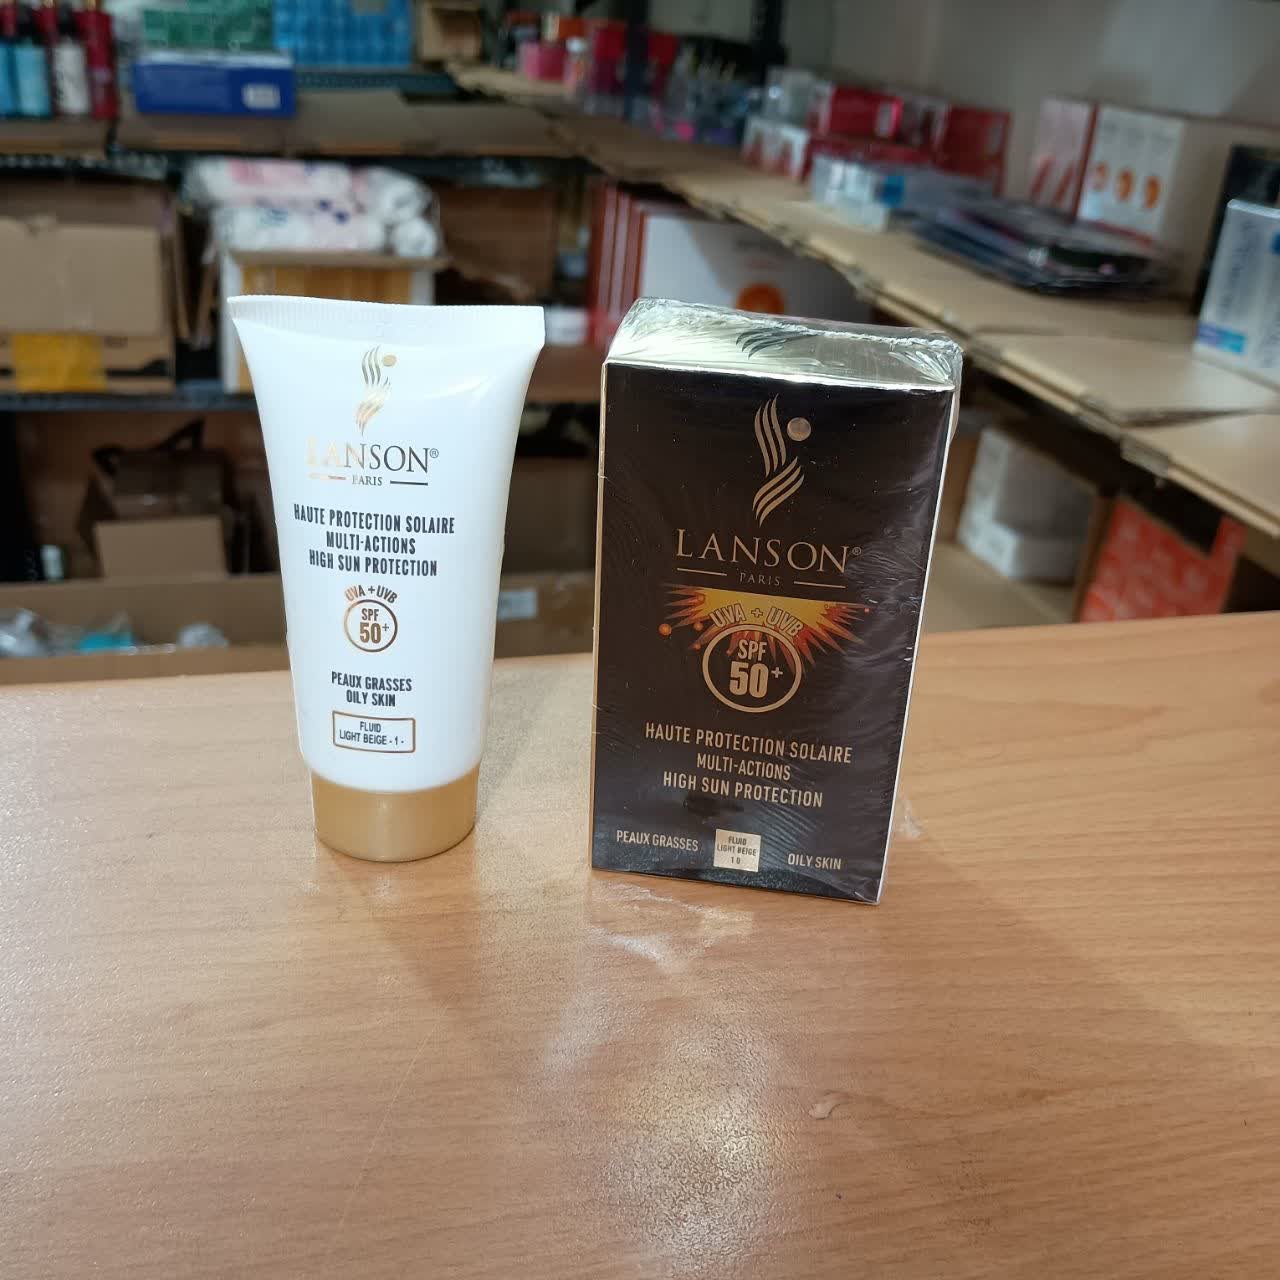 LANSON®
PARIS
HAUTE PROTECTION SOLAIRE
MULTI-ACTIONS
HIGH SUN PROTECTION
UVA + UVB
SPF
50+
PEAUX GRASSES
OILY SKIN
FLUID
LIGHT BEIGE - 1 -
LANSON®
PARIS
UVA + UVB
SPF
50+
HAUTE PROTECTION SOLAIRE
MULTI-ACTIONS
HIGH SUN PROTECTION
PEAUX GRASSES
FLUID
LIGHT BEIGE
OILY SKIN